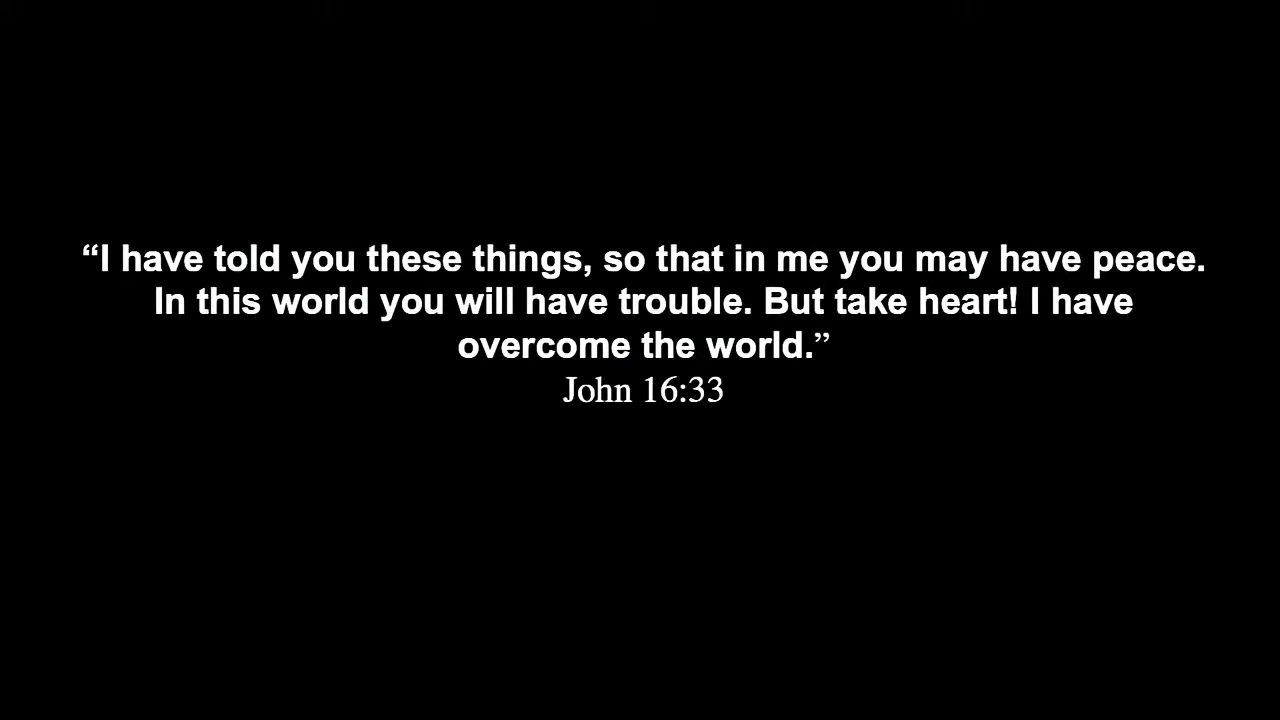 “I have told you these things, so that in me you may have peace.
In this world you will have trouble. But take heart! I have
overcome the world.”
John 16:33